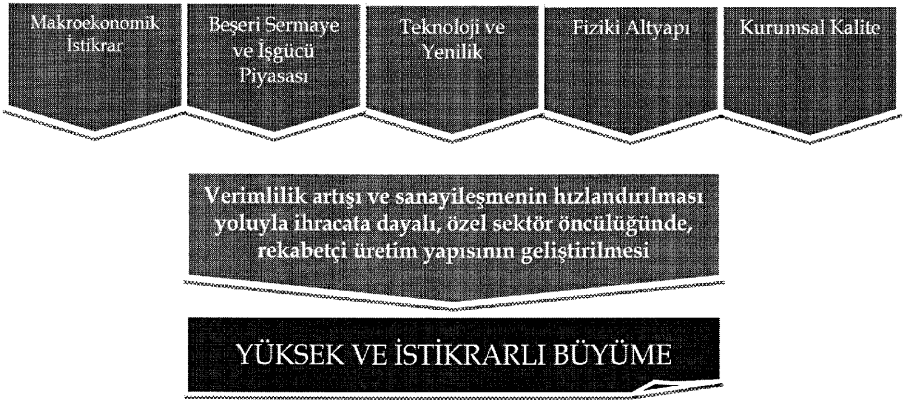 Makroekonomik
İstikrar
Beşeri Sermaye
ve İşgücü
Piyasası
Teknoloji ve
Yenilik
Fiziki Altyapı
Kurumsal Kalite
Verimlilik artışı ve sanayileşmenin hızlandırılması
yoluyla ihracata dayalı, özel sektör öncülüğünde,
rekabetçi üretim yapısının geliştirilmesi
YÜKSEK VE İSTİKRARLI BÜYÜME